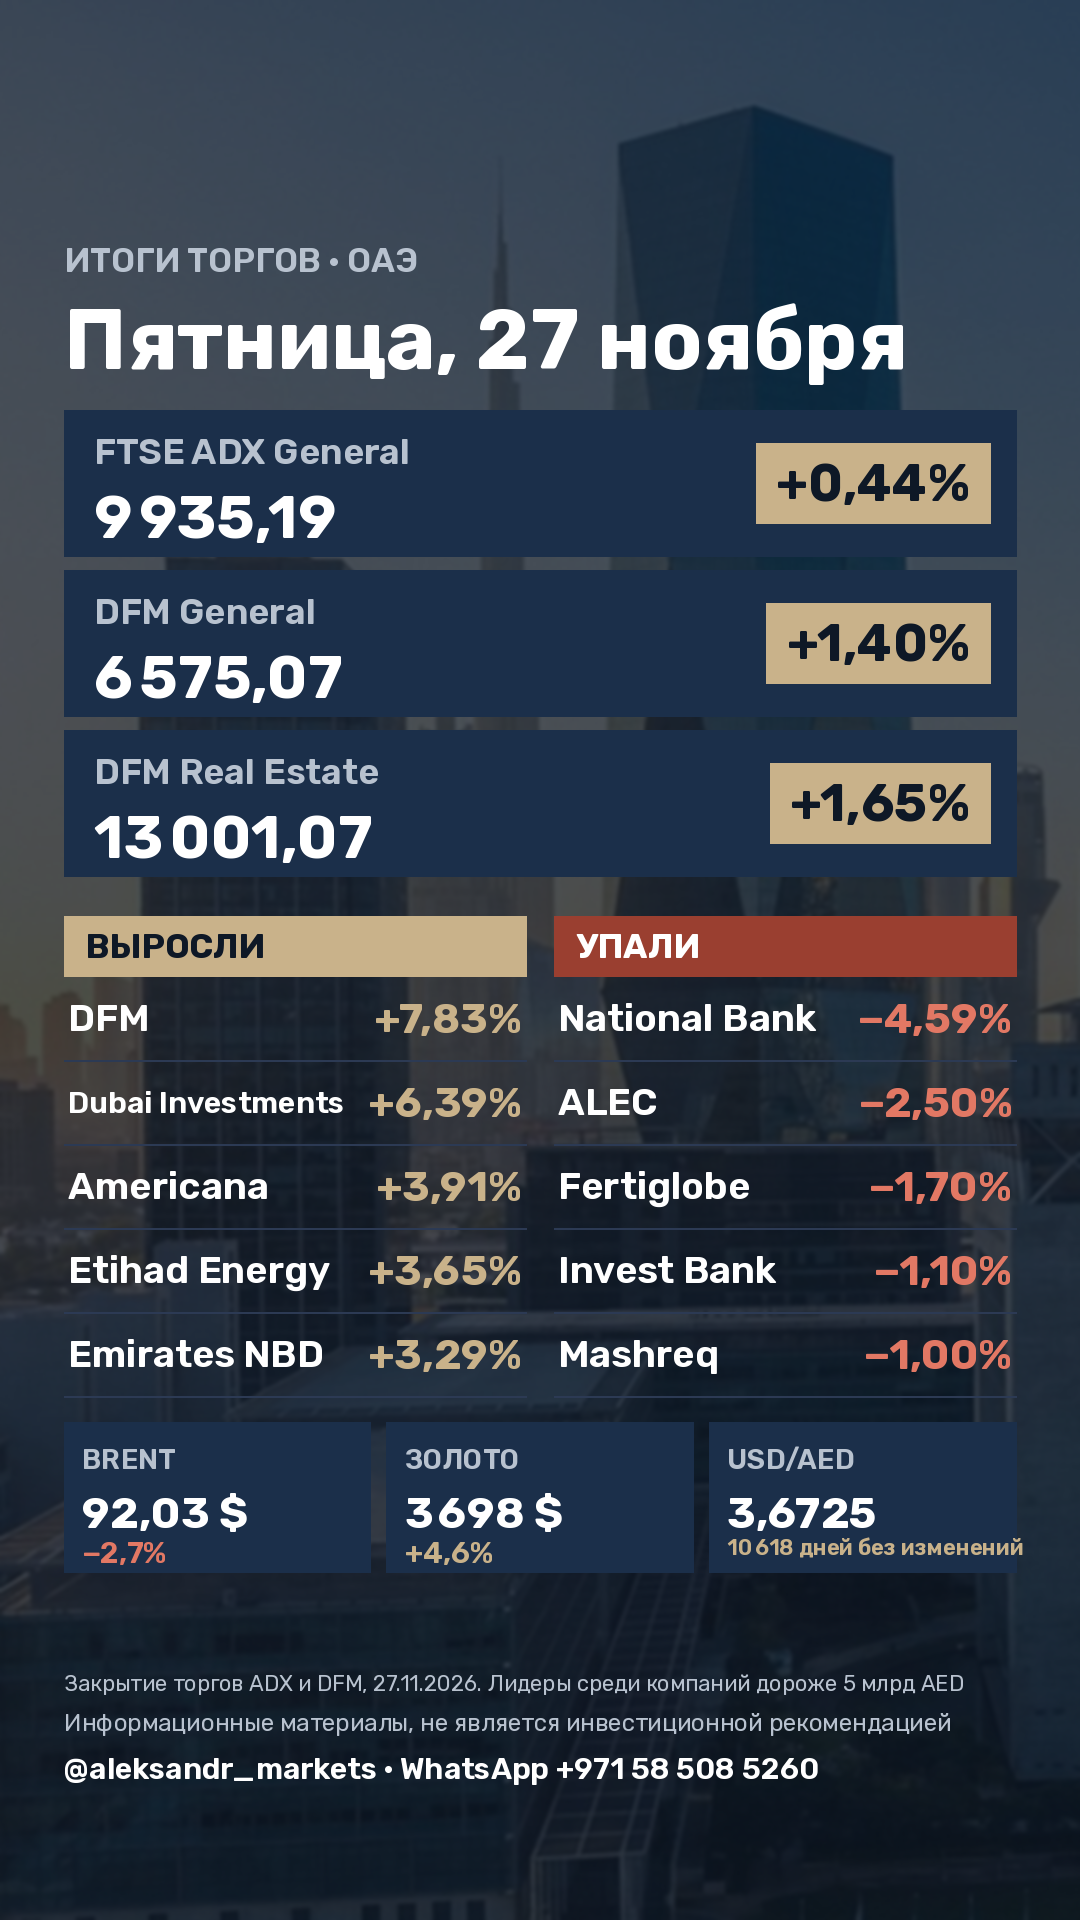 ИТОГИ ТОРГОВ • ОАЭ
Пятница, 27 ноября
FTSE ADX General
9 935,19
+0,44%
DFM General
6 575,07
+1,40%
DFM Real Estate
13 001,07
+1,65%
ВЫРОСЛИ
DFM +7,83%
Dubai Investments +6,39%
Americana +3,91%
Etihad Energy +3,65%
Emirates NBD +3,29%
УПАЛИ
National Bank −4,59%
ALEC −2,50%
Fertiglobe −1,70%
Invest Bank −1,10%
Mashreq −1,00%
BRENT
92,03 $
−2,7%
ЗОЛОТО
3 698 $
+4,6%
USD/AED
3,6725
10 618 дней без изменений
Закрытие торгов ADX и DFM, 27.11.2026. Лидеры среди компаний дороже 5 млрд AED
Информационные материалы, не является инвестиционной рекомендацией
@aleksandr_markets • WhatsApp +971 58 508 5260